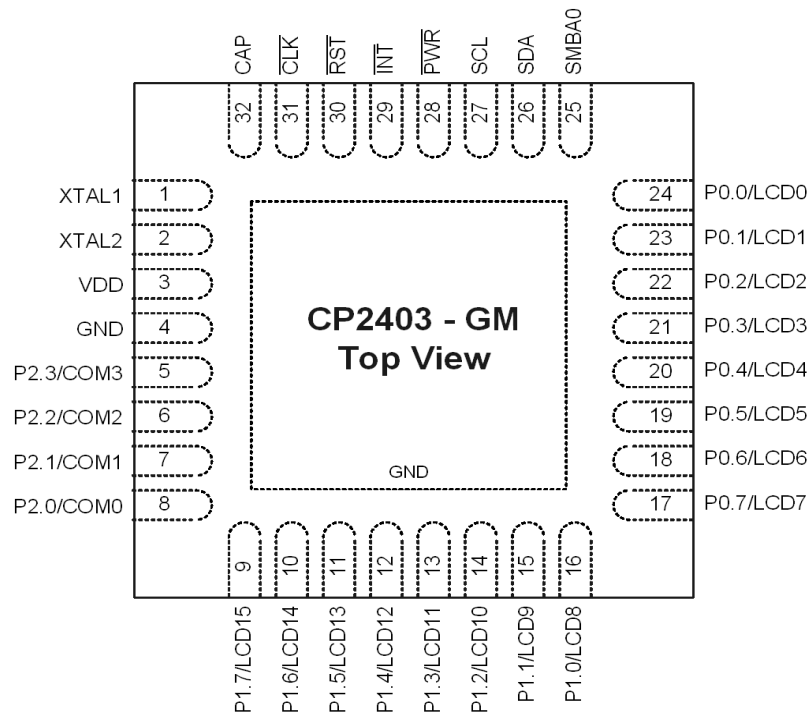 CAP
C̅L̅K̅
R̅S̅T̅
I̅N̅T̅
P̅W̅R̅
SCL
SDA
SMBA0
32
31
30
29
28
27
26
25
XTAL1 1
XTAL2 2
VDD 3
GND 4
P2.3/COM3 5
P2.2/COM2 6
P2.1/COM1 7
P2.0/COM0 8
CP2403 - GM
Top View
GND
24 P0.0/LCD0
23 P0.1/LCD1
22 P0.2/LCD2
21 P0.3/LCD3
20 P0.4/LCD4
19 P0.5/LCD5
18 P0.6/LCD6
17 P0.7/LCD7
9
10
11
12
13
14
15
16
P1.7/LCD15
P1.6/LCD14
P1.5/LCD13
P1.4/LCD12
P1.3/LCD11
P1.2/LCD10
P1.1/LCD9
P1.0/LCD8